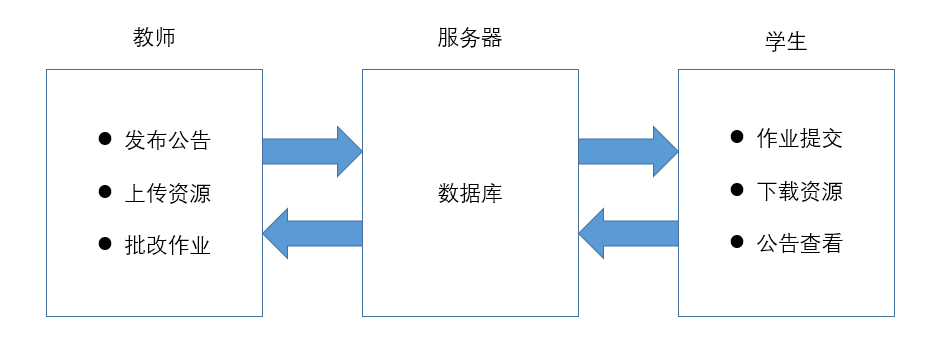 教师
服务器
学生
● 发布公告
● 上传资源
● 批改作业
数据库
● 作业提交
● 下载资源
● 公告查看